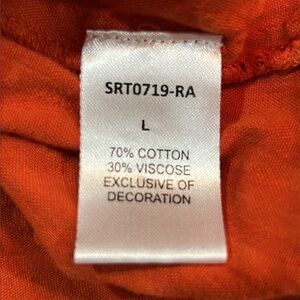 SRT0719-RA
L
70% COTTON
30% VISCOSE
EXCLUSIVE OF
DECORATION